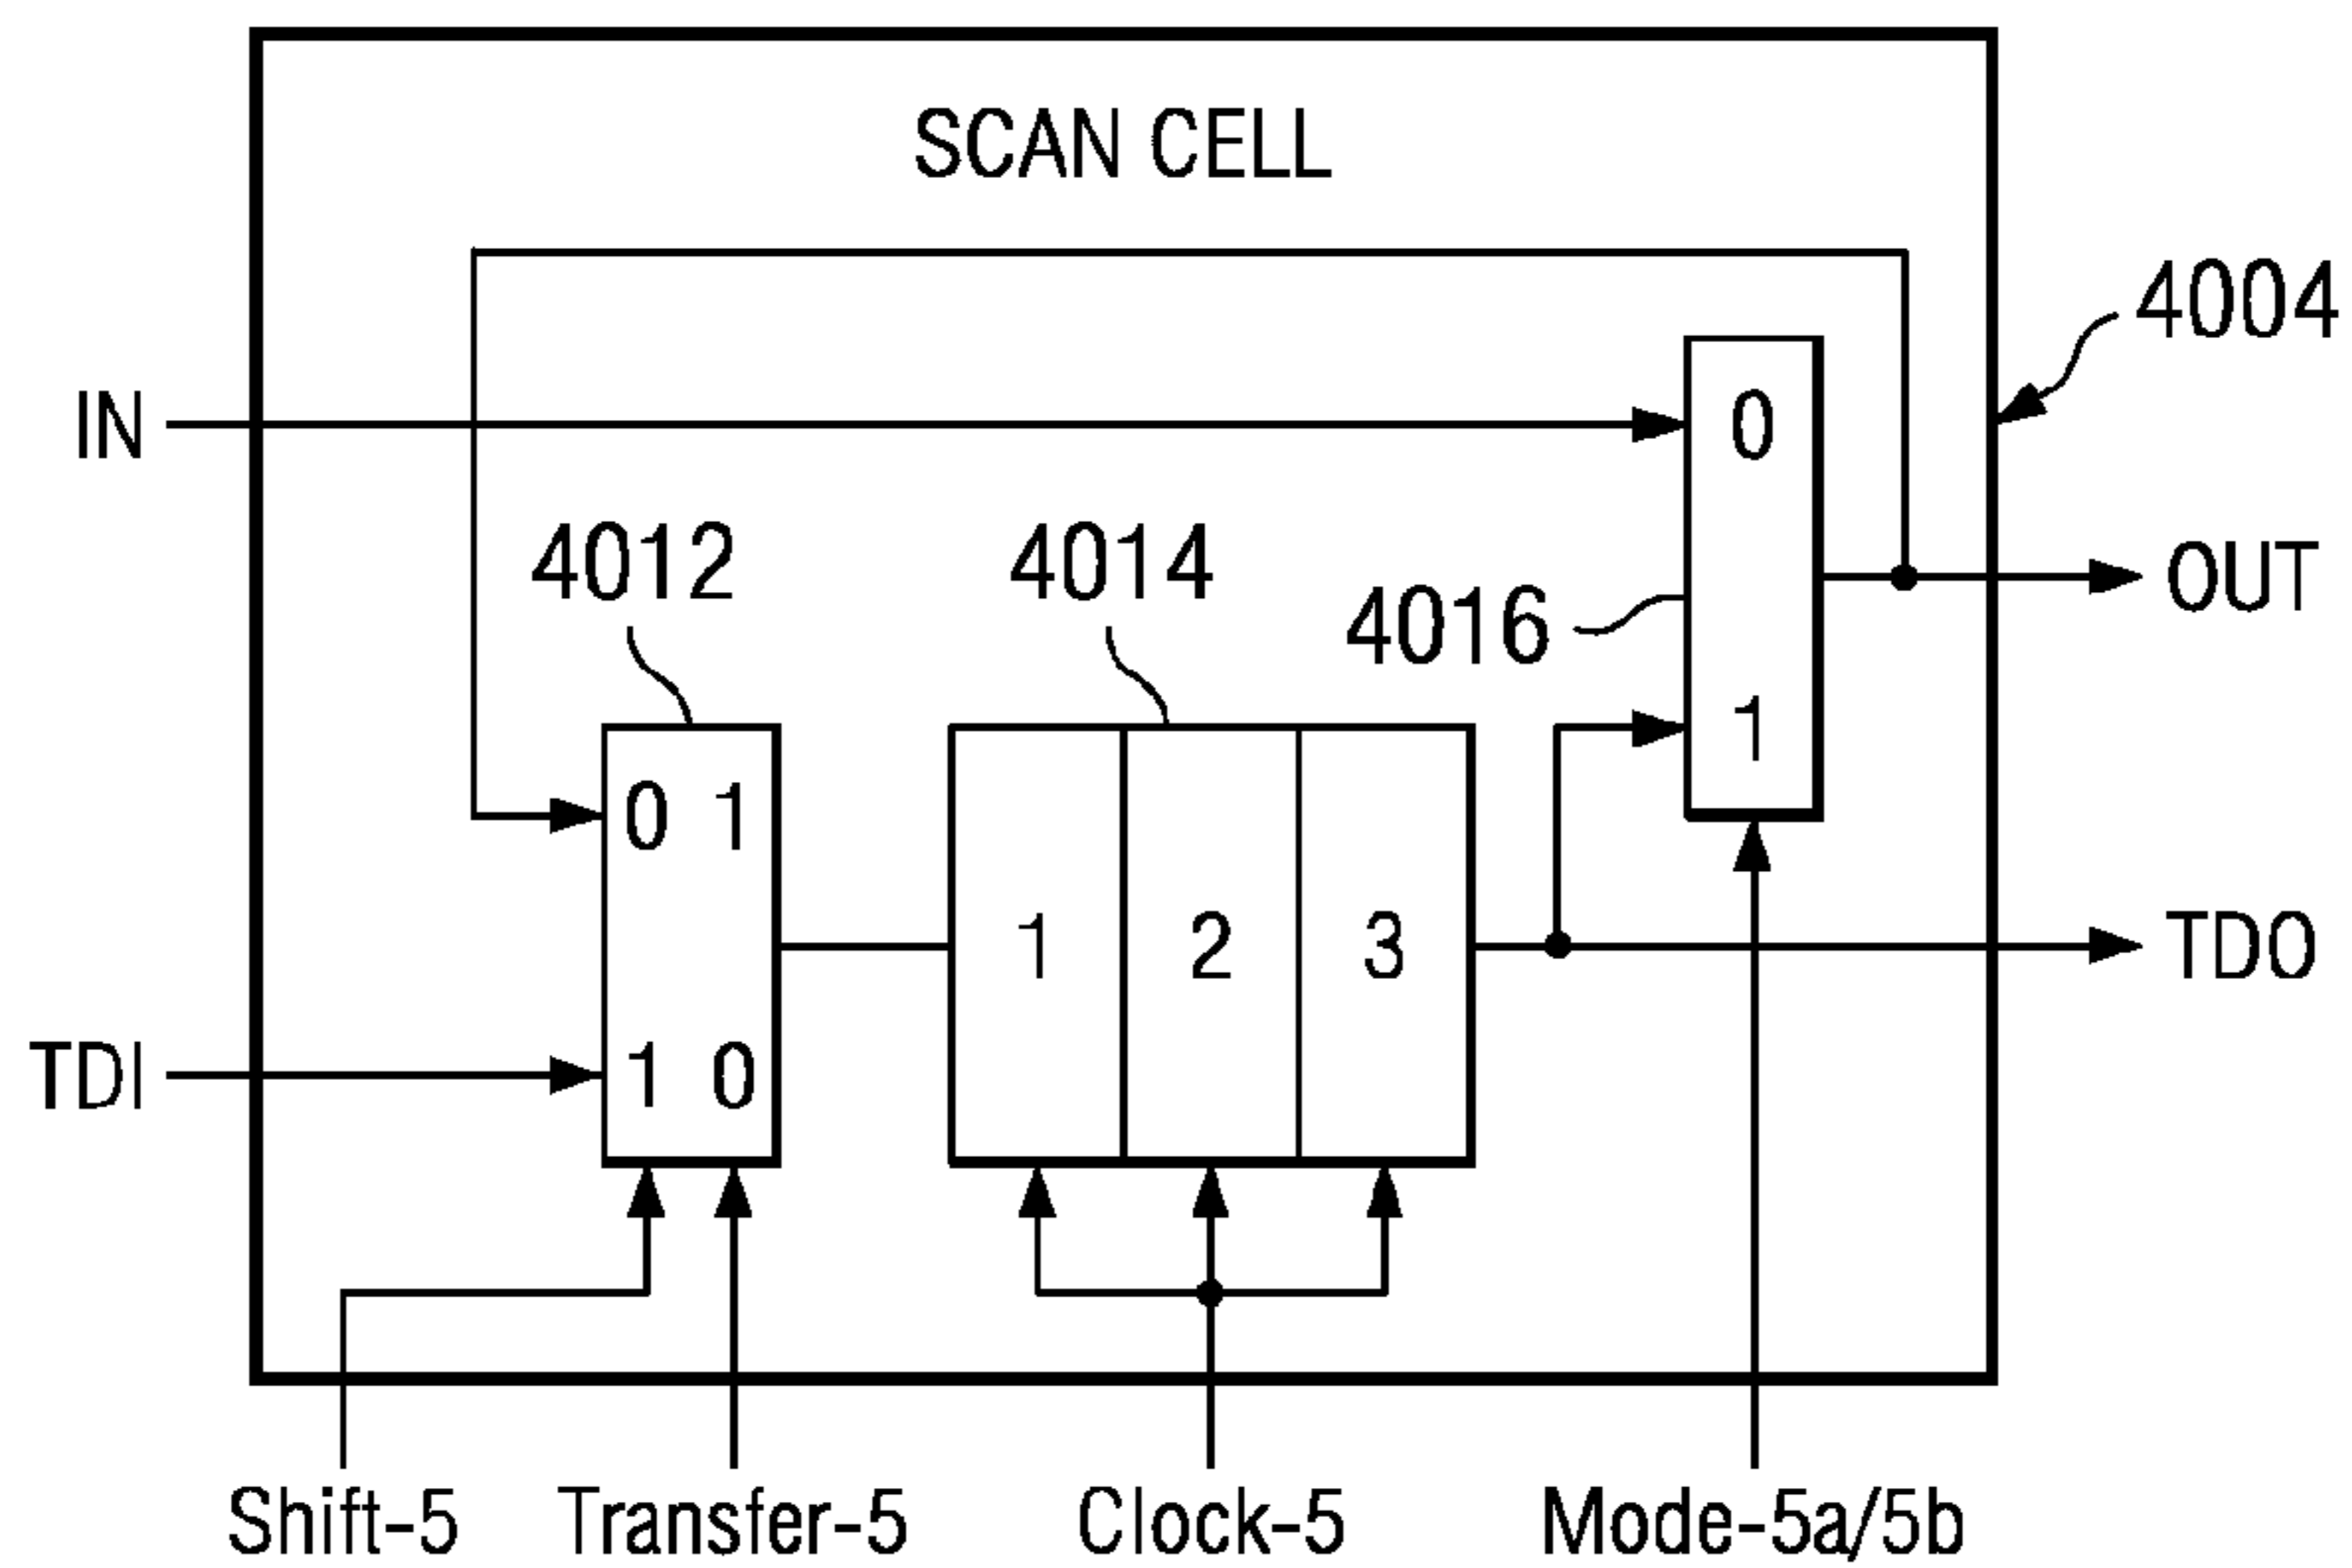 SCAN CELL
4004
IN
0
4012
4014
4016
OUT
1
0 1
1
2
3
TDO
TDI
1 0
Shift-5
Transfer-5
Clock-5
Mode-5a/5b